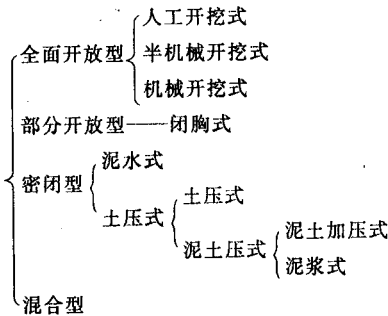 人工开挖式
全面开放型
半机械开挖式
机械开挖式
部分开放型——闭胸式
密闭型
泥水式
土压式
土压式
泥土压式
泥土加压式
泥浆式
混合型